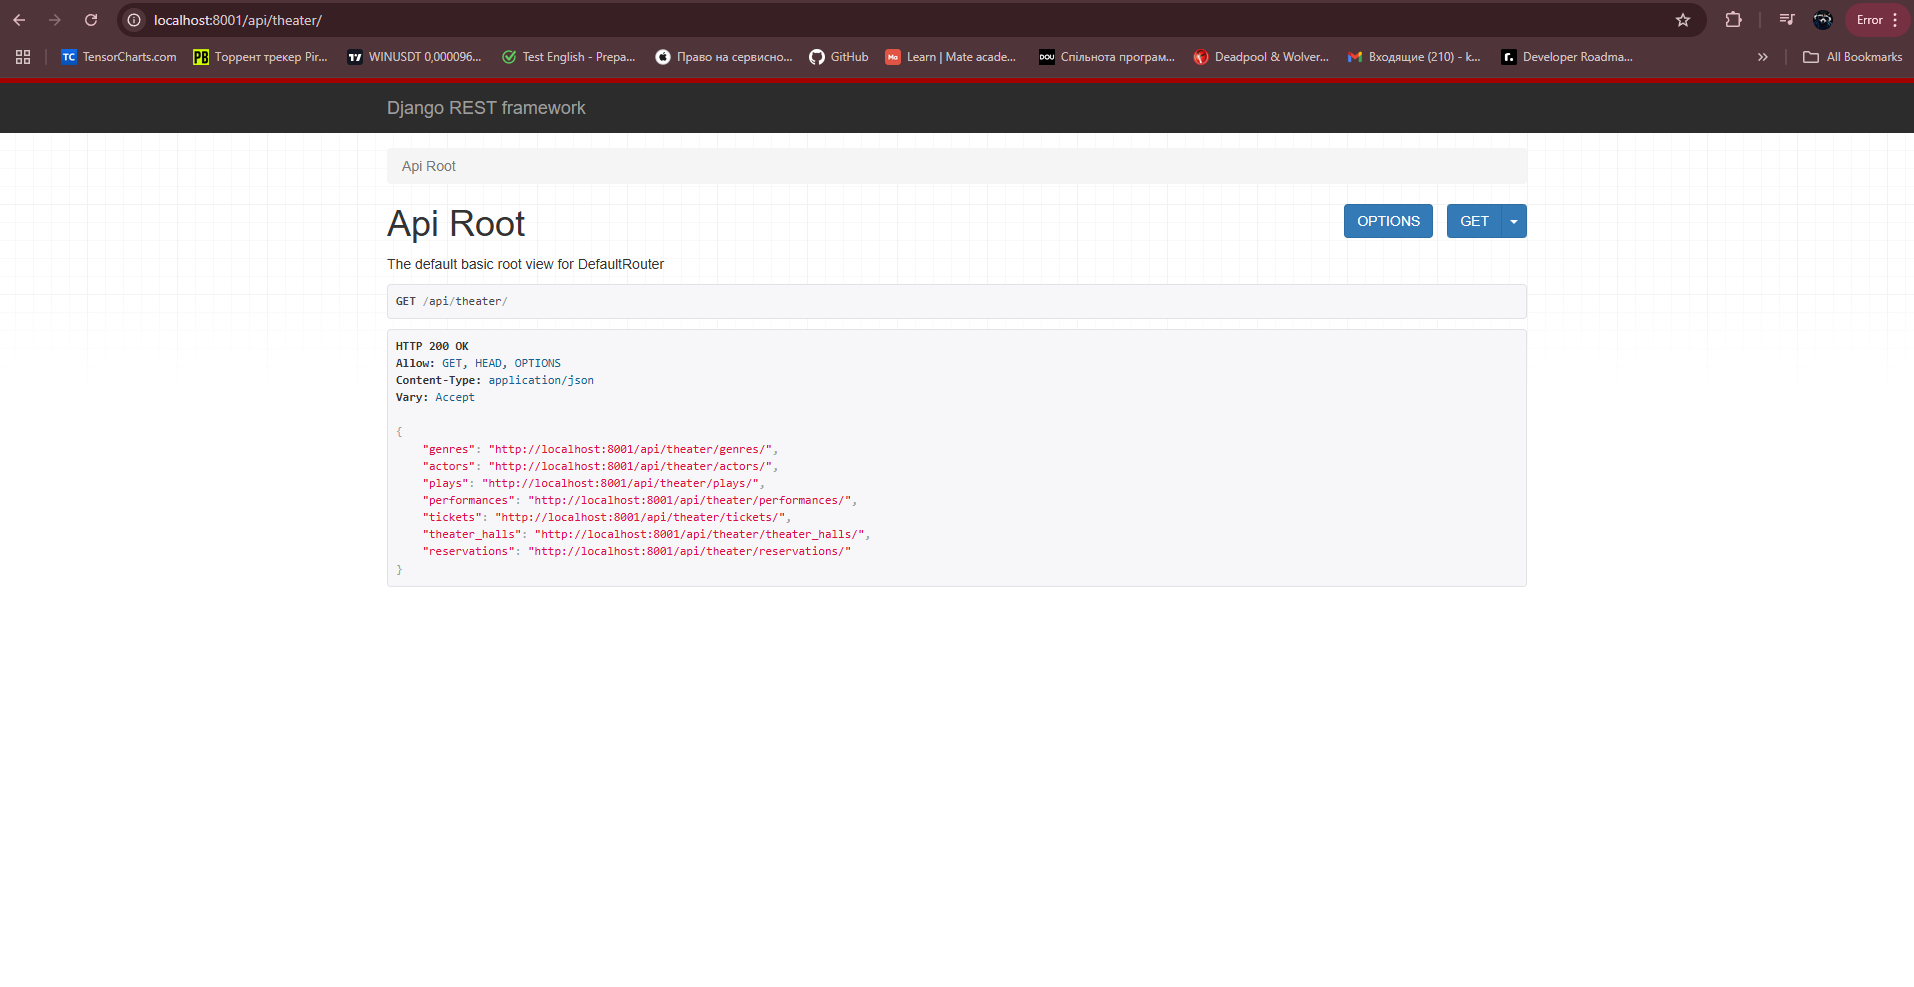 localhost:8001/api/theater/
Error
TC TensorCharts.com
PB Торрент трекер Pir...
WINUSDT 0,000096...
Test English - Prepa...
Право на сервисно...
GitHub
Ma Learn | Mate acade...
DOU Спільнота програм...
Deadpool & Wolver...
Входящие (210) - k...
r. Developer Roadma...
»
All Bookmarks
Django REST framework
Api Root
Api Root
OPTIONS
GET
The default basic root view for DefaultRouter
GET /api/theater/
HTTP 200 OK
Allow: GET, HEAD, OPTIONS
Content-Type: application/json
Vary: Accept
{
"genres": "http://localhost:8001/api/theater/genres/",
"actors": "http://localhost:8001/api/theater/actors/",
"plays": "http://localhost:8001/api/theater/plays/",
"performances": "http://localhost:8001/api/theater/performances/",
"tickets": "http://localhost:8001/api/theater/tickets/",
"theater_halls": "http://localhost:8001/api/theater/theater_halls/",
"reservations": "http://localhost:8001/api/theater/reservations/"
}